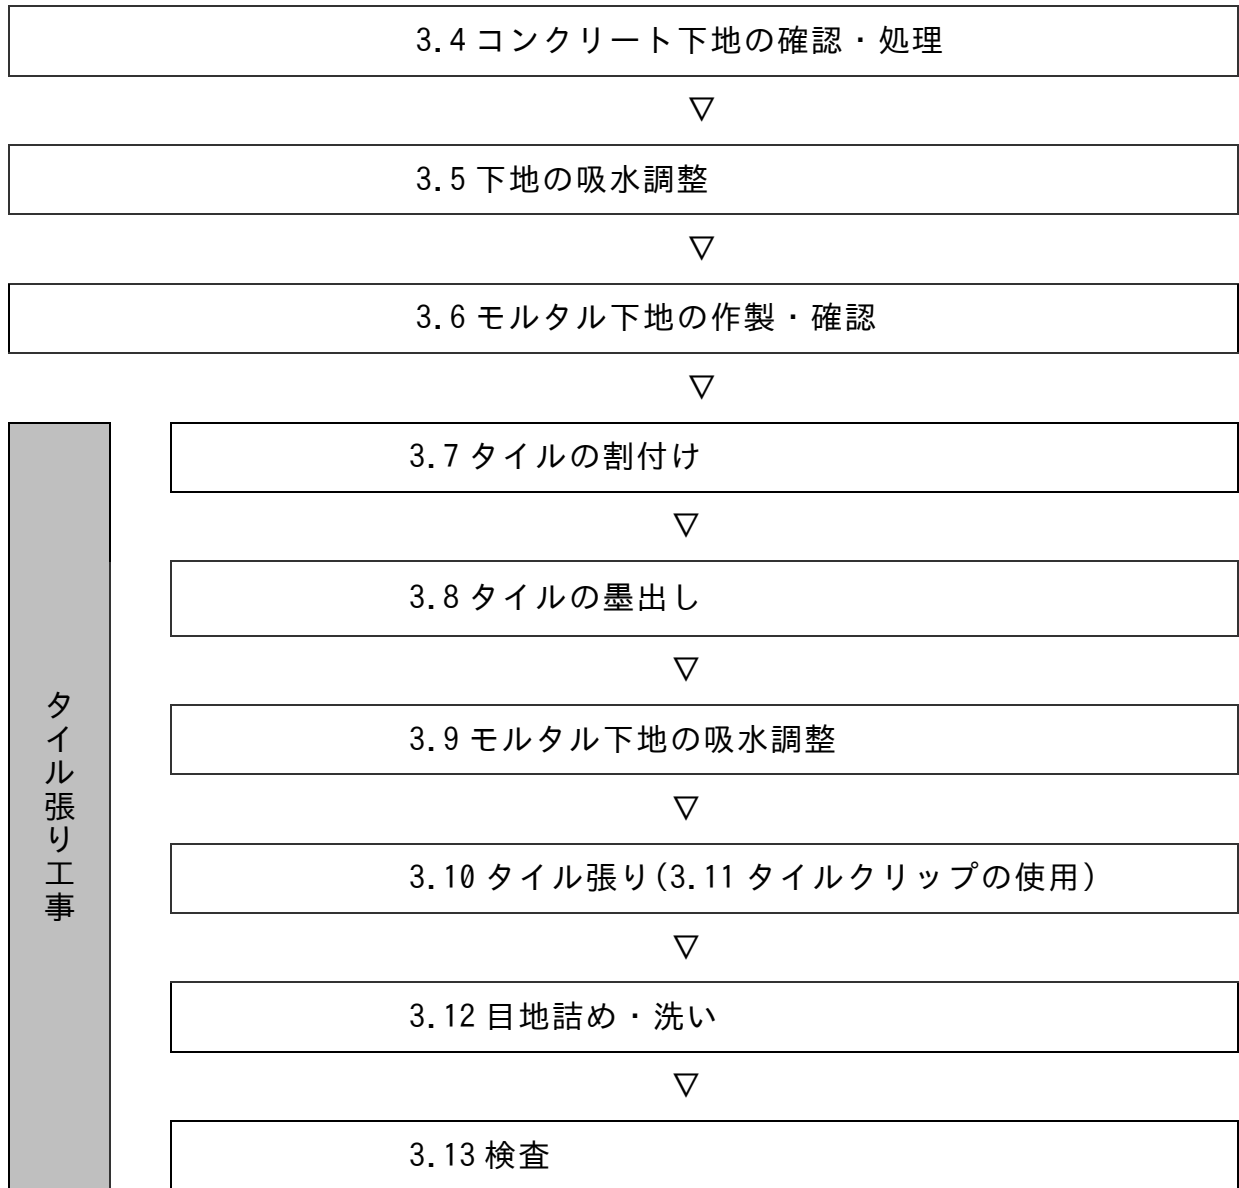 3.4 コンクリート下地の確認・処理
▽
3.5 下地の吸水調整
▽
3.6 モルタル下地の作製・確認
▽
タイル張り工事
3.7 タイルの割付け
▽
3.8 タイルの墨出し
▽
3.9 モルタル下地の吸水調整
▽
3.10 タイル張り(3.11 タイルクリップの使用)
▽
3.12 目地詰め・洗い
▽
3.13 検査